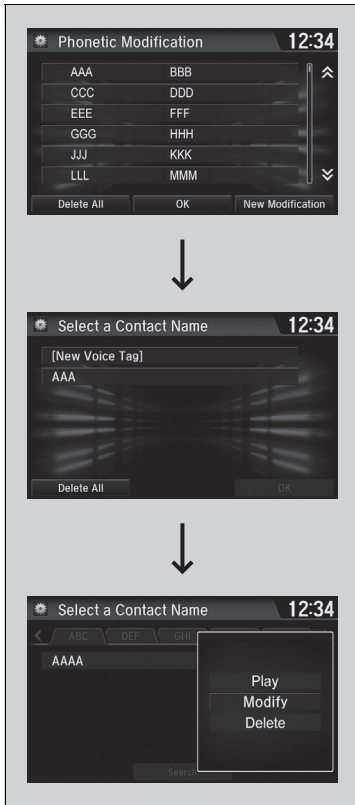 Phonetic Modification 12:34
AAA BBB
CCC DDD
EEE FFF
GGG HHH
JJJ KKK
LLL MMM
Delete All OK New Modification
Select a Contact Name 12:34
[New Voice Tag]
AAA
Delete All OK
Select a Contact Name 12:34
ABC DEF GHI
AAAA
Play
Modify
Delete
Search